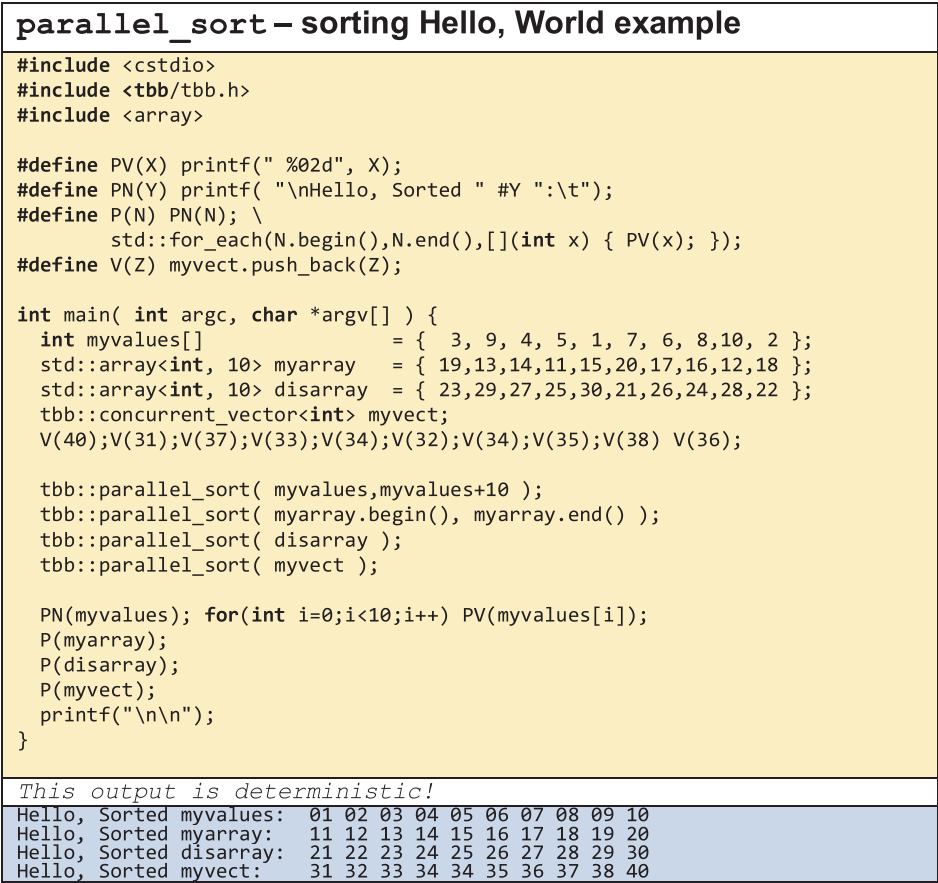 parallel_sort – sorting Hello, World example
#include <cstdio>
#include <tbb/tbb.h>
#include <array>

#define PV(X) printf(" %02d", X);
#define PN(Y) printf( "\nHello, Sorted " #Y ":\t");
#define P(N) PN(N); \
        std::for_each(N.begin(),N.end(),[](int x) { PV(x); });
#define V(Z) myvect.push_back(Z);

int main( int argc, char *argv[] ) {
  int myvalues[]                = {  3, 9, 4, 5, 1, 7, 6, 8,10, 2 };
  std::array<int, 10> myarray   = { 19,13,14,11,15,20,17,16,12,18 };
  std::array<int, 10> disarray  = { 23,29,27,25,30,21,26,24,28,22 };
  tbb::concurrent_vector<int> myvect;
  V(40);V(31);V(37);V(33);V(34);V(32);V(34);V(35);V(38) V(36);

  tbb::parallel_sort( myvalues,myvalues+10 );
  tbb::parallel_sort( myarray.begin(), myarray.end() );
  tbb::parallel_sort( disarray );
  tbb::parallel_sort( myvect );

  PN(myvalues); for(int i=0;i<10;i++) PV(myvalues[i]);
  P(myarray);
  P(disarray);
  P(myvect);
  printf("\n\n");
}
This output is deterministic!
Hello, Sorted myvalues:  01 02 03 04 05 06 07 08 09 10
Hello, Sorted myarray:   11 12 13 14 15 16 17 18 19 20
Hello, Sorted disarray:  21 22 23 24 25 26 27 28 29 30
Hello, Sorted myvect:    31 32 33 34 34 35 36 37 38 40